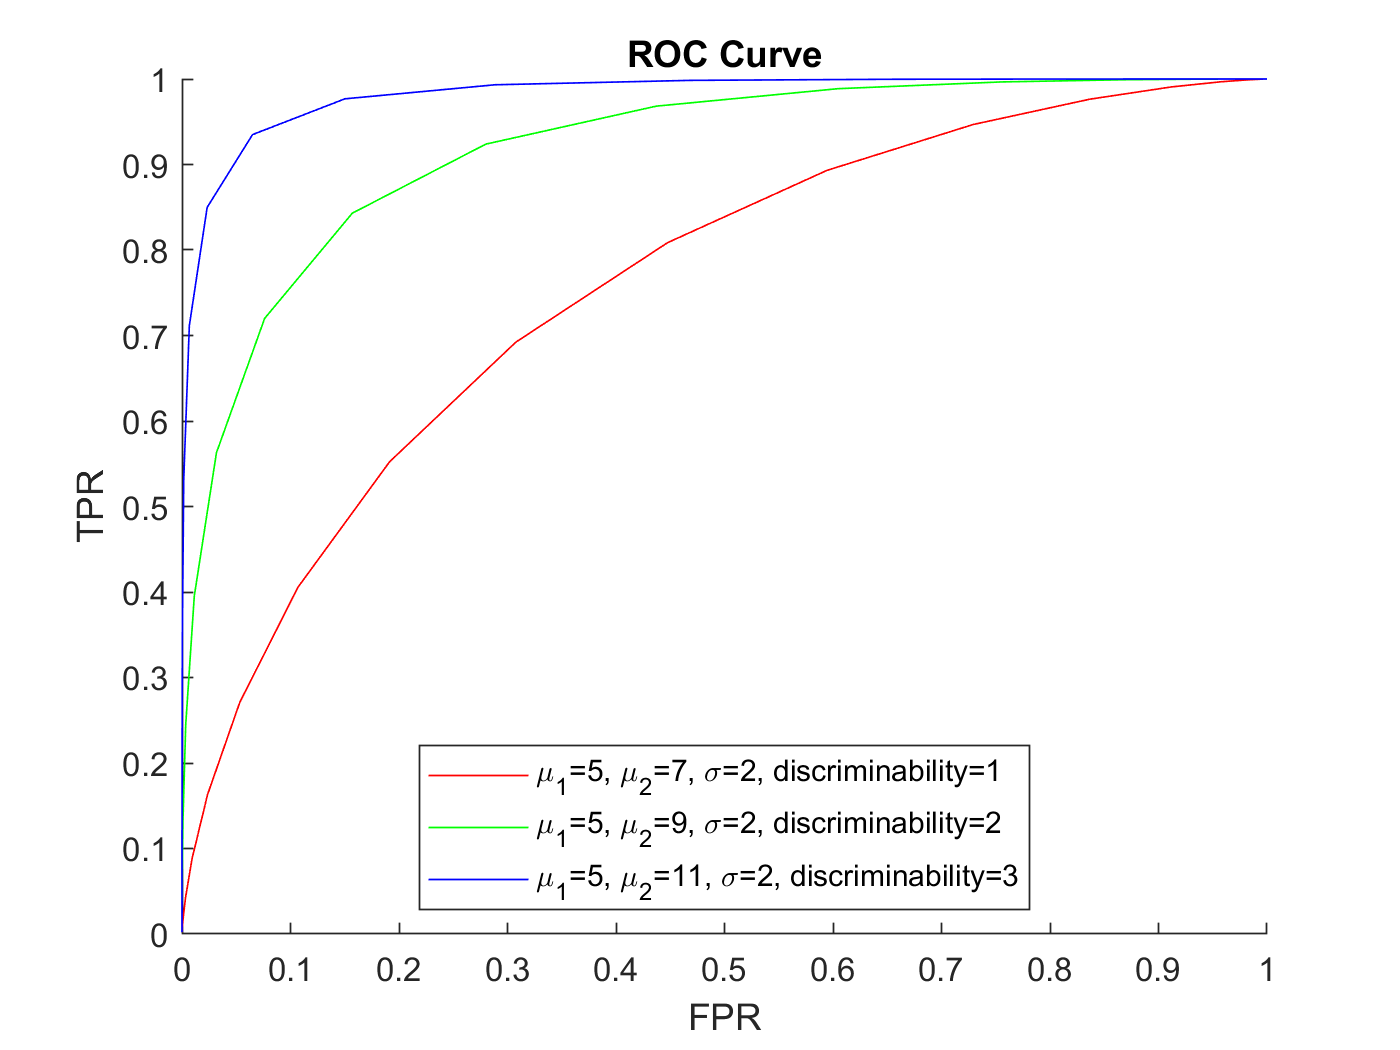 ROC Curve
1
0.9
0.8
0.7
0.6
0.5
0.4
0.3
0.2
0.1
0
TPR
μ₁=5, μ₂=7, σ=2, discriminability=1
μ₁=5, μ₂=9, σ=2, discriminability=2
μ₁=5, μ₂=11, σ=2, discriminability=3
0 0.1 0.2 0.3 0.4 0.5 0.6 0.7 0.8 0.9 1
FPR